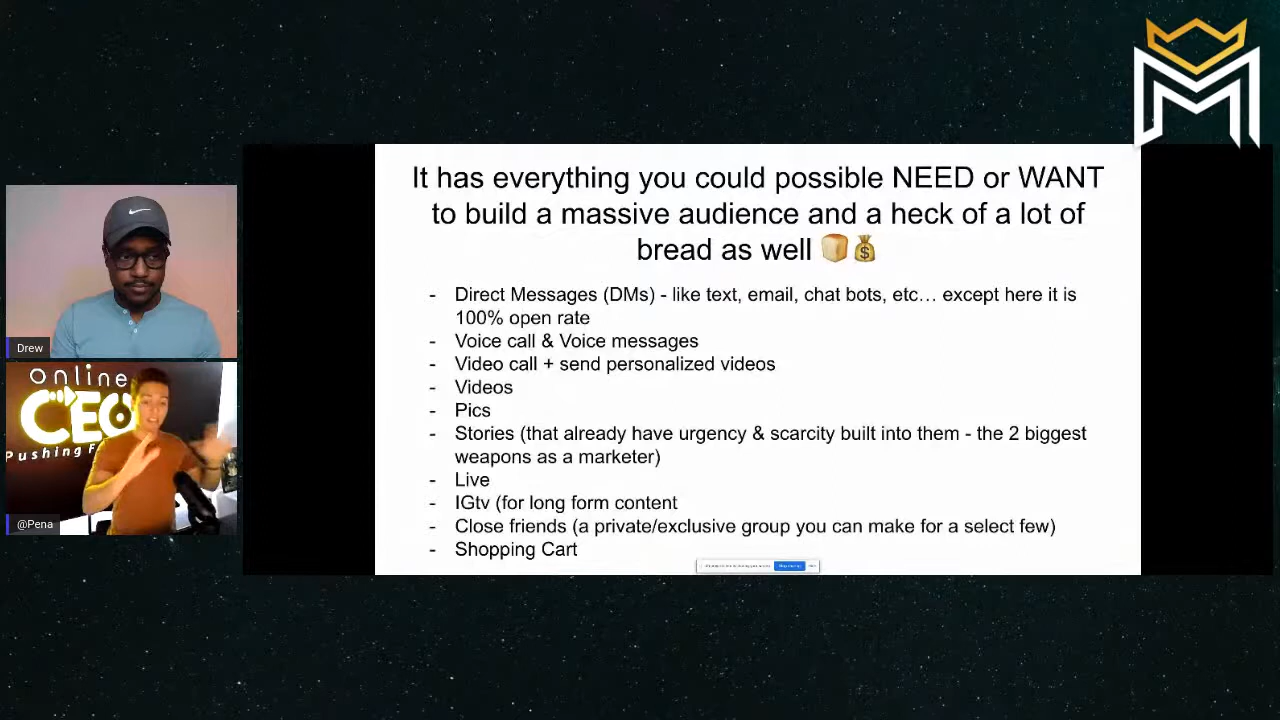 It has everything you could possible NEED or WANT
to build a massive audience and a heck of a lot of
bread as well 🍞💰
- Direct Messages (DMs) - like text, email, chat bots, etc… except here it is
100% open rate
- Voice call & Voice messages
- Video call + send personalized videos
- Videos
- Pics
- Stories (that already have urgency & scarcity built into them - the 2 biggest
weapons as a marketer)
- Live
- IGtv (for long form content
- Close friends (a private/exclusive group you can make for a select few)
- Shopping Cart
Drew
online
CEO
Pushing
@Pena